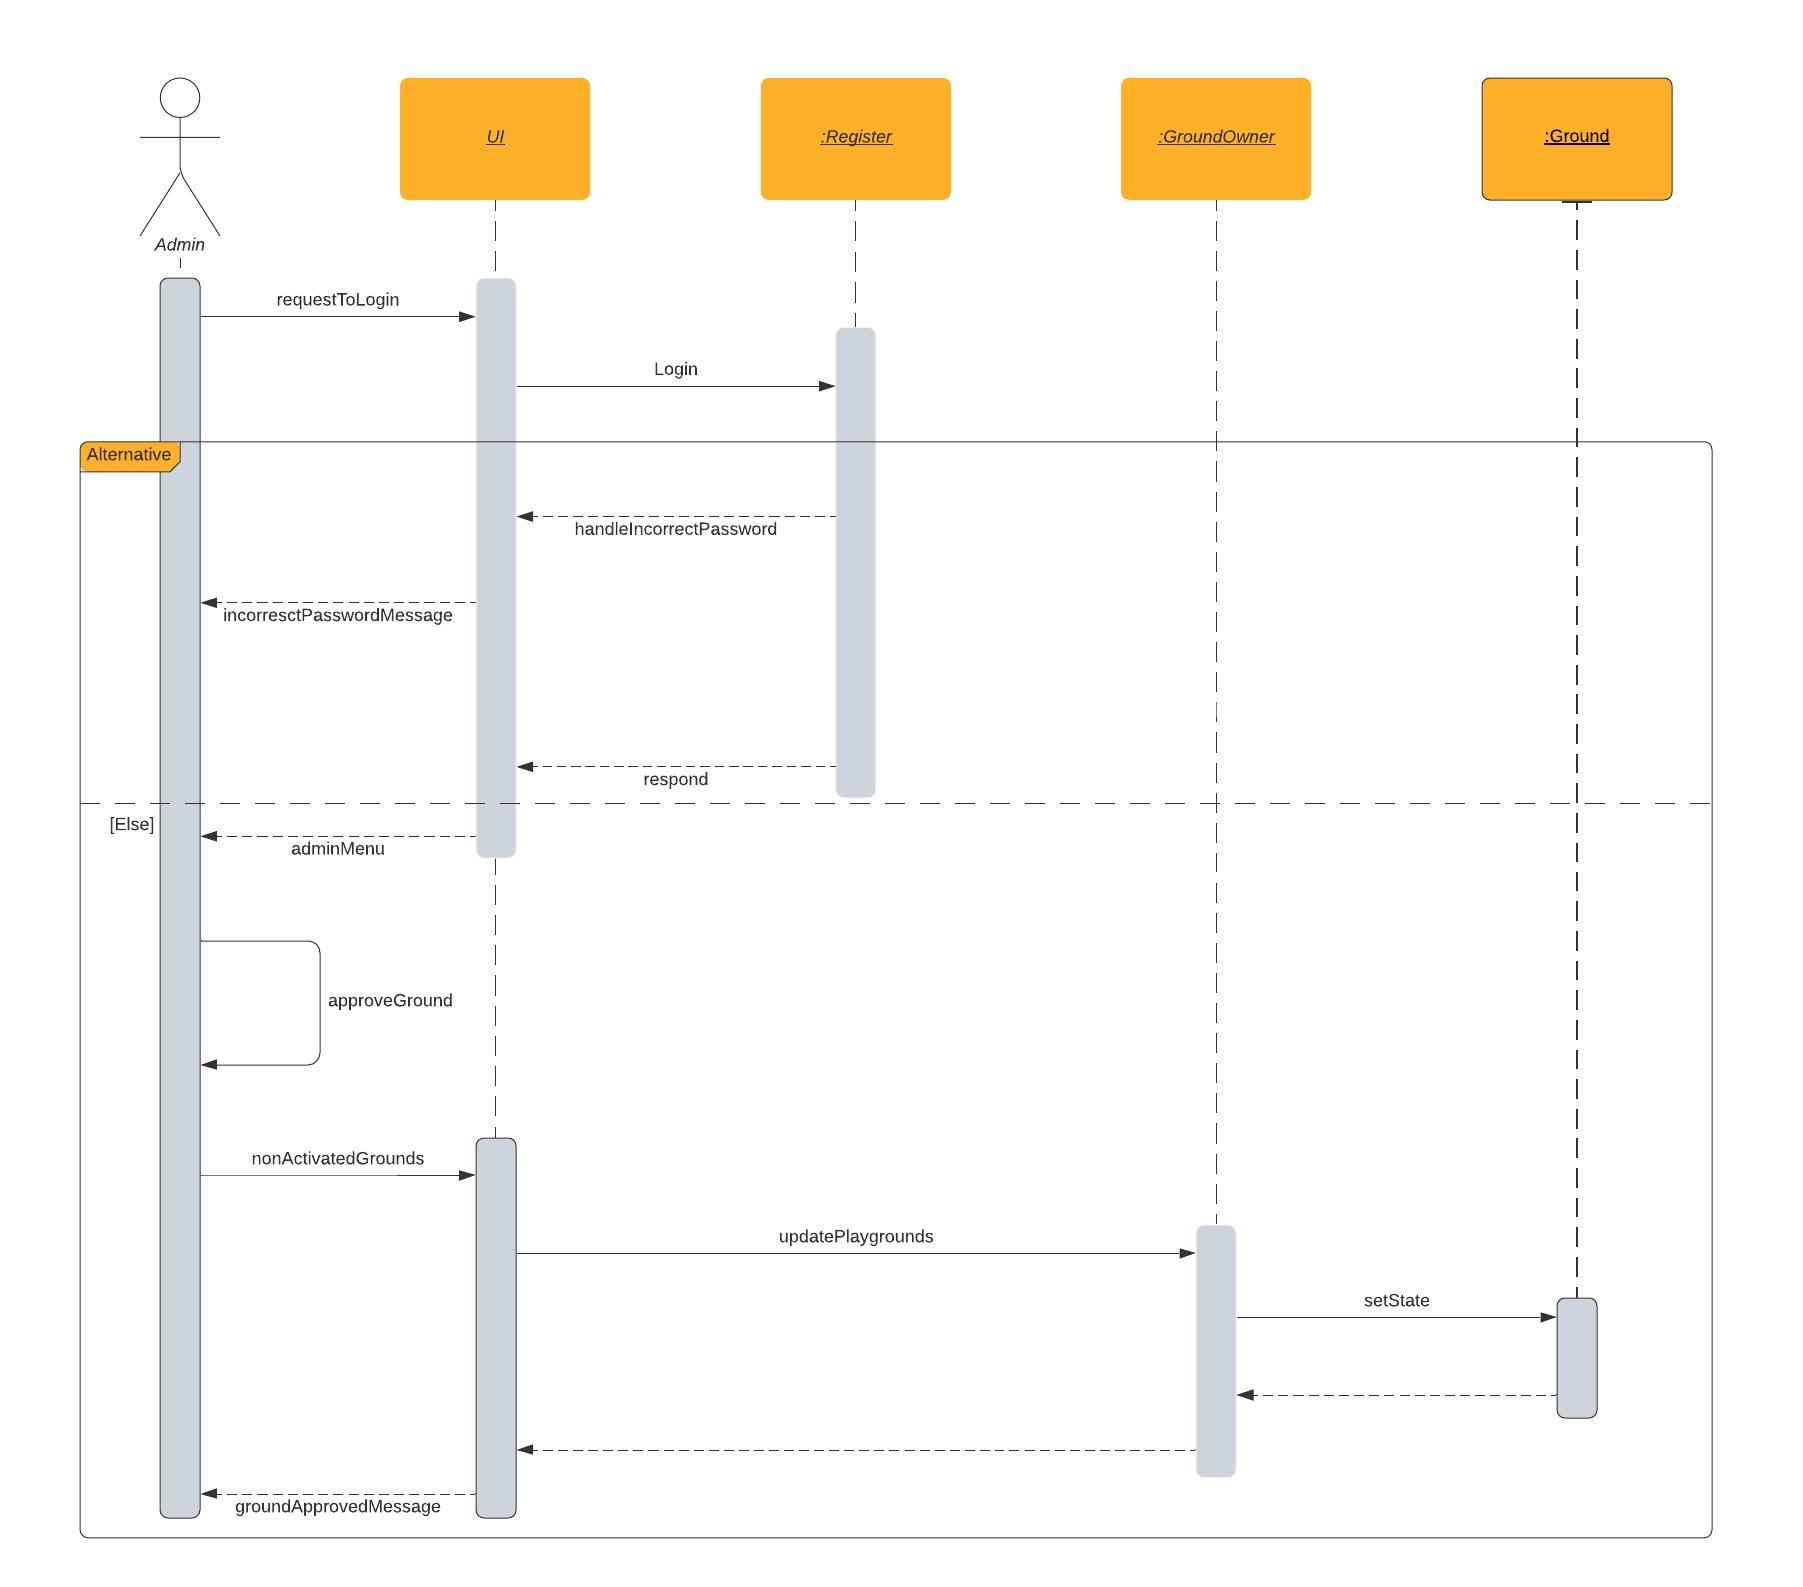 UI
:Register
:GroundOwner
:Ground
Admin
requestToLogin
Login
Alternative
handleIncorrectPassword
incorresctPasswordMessage
respond
[Else]
adminMenu
approveGround
nonActivatedGrounds
updatePlaygrounds
setState
groundApprovedMessage